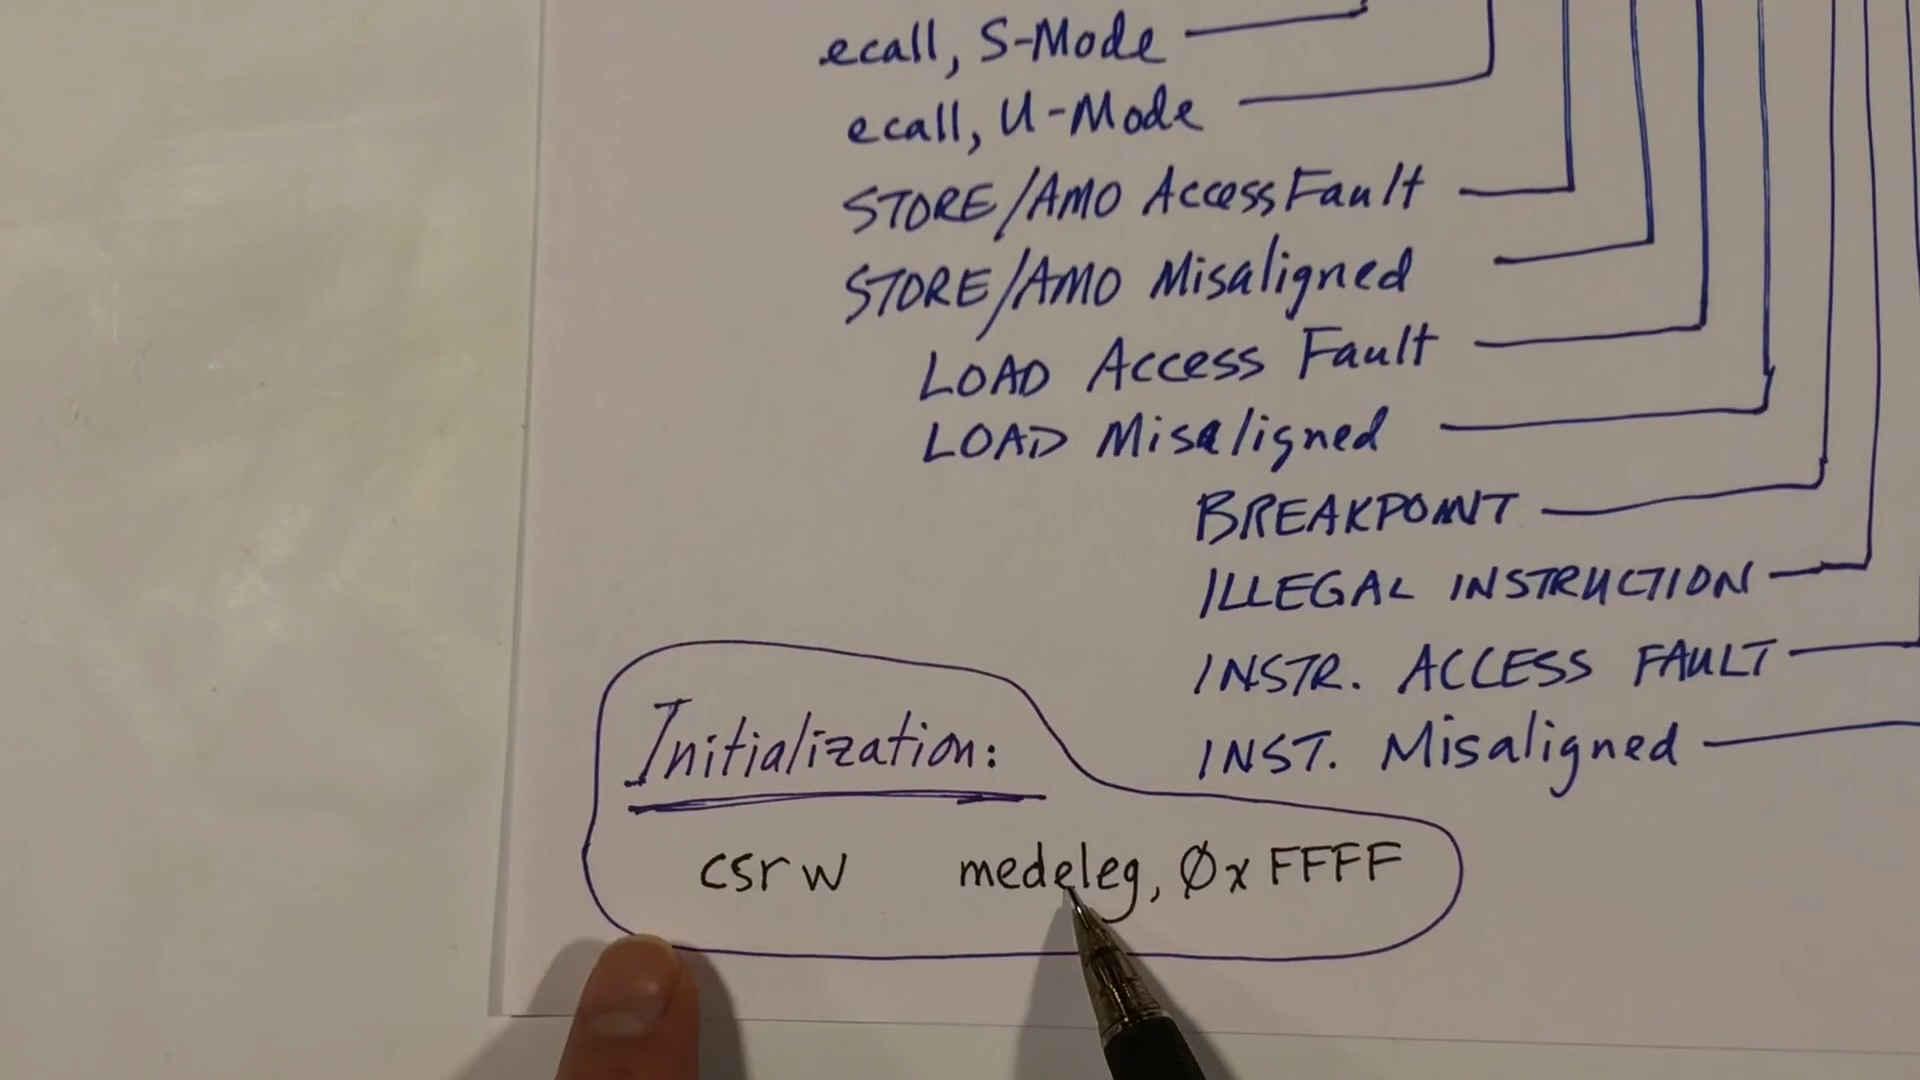 ecall, S-Mode
ecall, U-Mode
STORE/AMO Access Fault
STORE/AMO Misaligned
LOAD Access Fault
LOAD Misaligned
BREAKPOINT
ILLEGAL INSTRUCTION
INSTR. ACCESS FAULT
INST. Misaligned
Initialization:
csrw medeleg, 0xFFFF